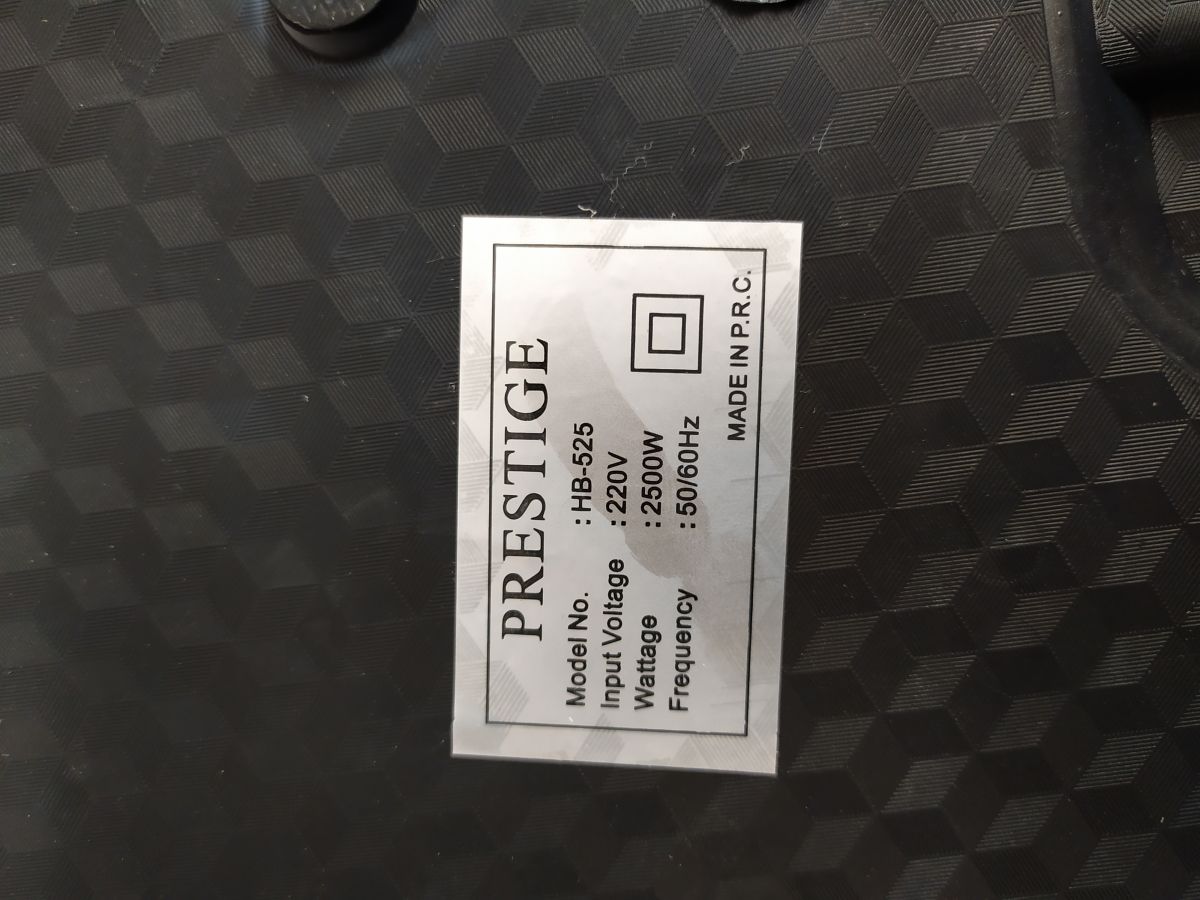 PRESTIGE
Model No. : HB-525
Input Voltage : 220V
Wattage : 2500W
Frequency : 50/60Hz
MADE IN P.R.C.